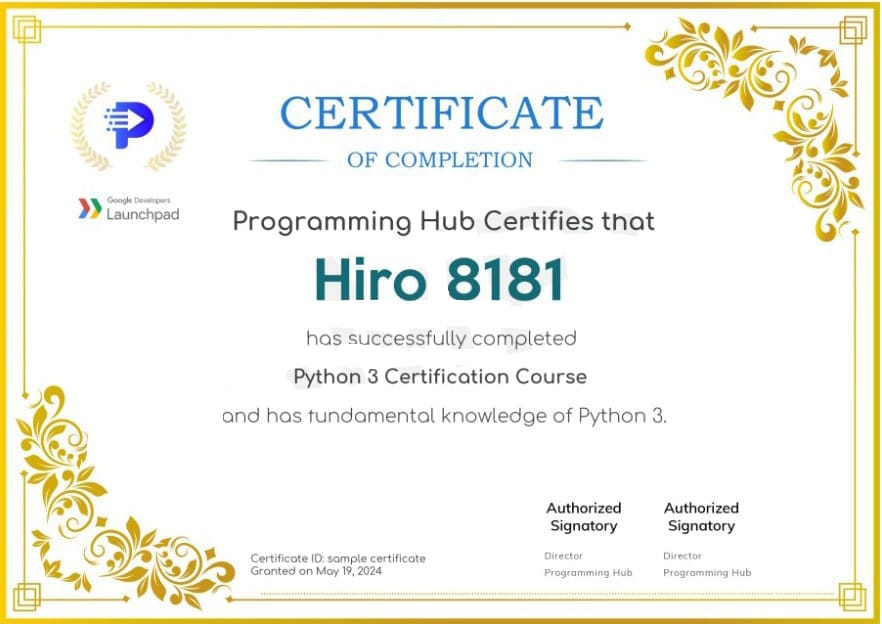 CERTIFICATE
OF COMPLETION
Google Developers
Launchpad
Programming Hub Certifies that
Hiro 8181
has successfully completed
Python 3 Certification Course
and has fundamental knowledge of Python 3.
Authorized
Signatory
Director
Programming Hub
Authorized
Signatory
Director
Programming Hub
Certificate ID: sample certificate
Granted on May 19, 2024